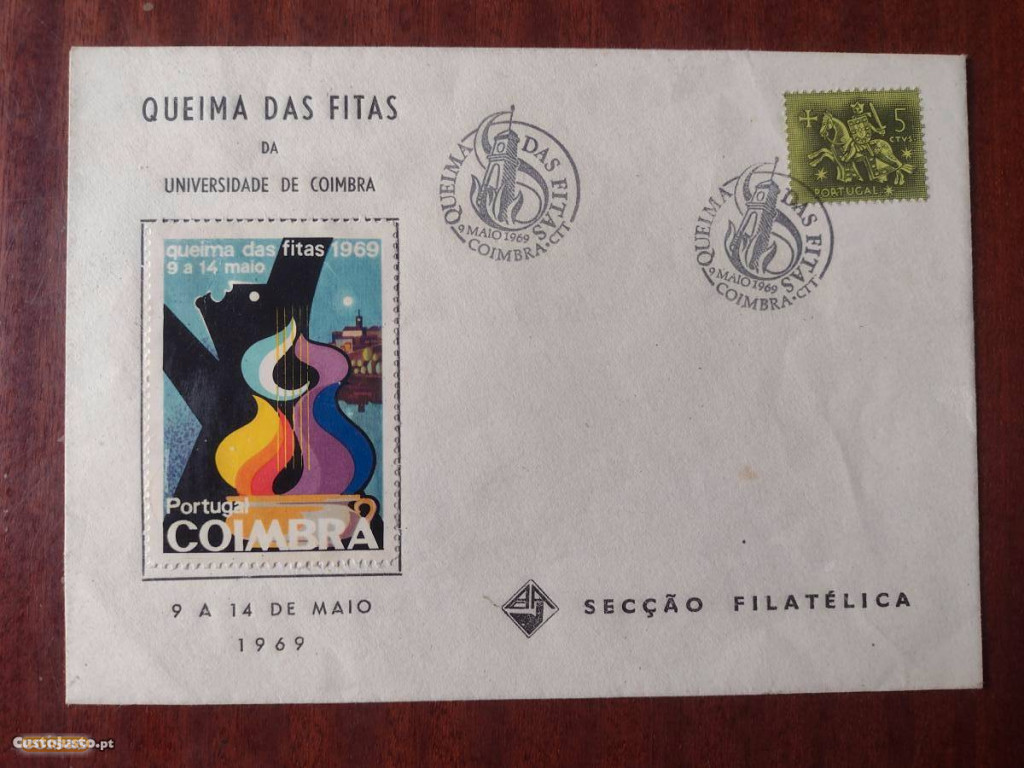 QUEIMA DAS FITAS
DA
UNIVERSIDADE DE COIMBRA
queima das fitas 1969
9 a 14 maio
Portugal
COIMBRA
9 A 14 DE MAIO
1969
QUEIMA DAS FITAS
9 MAIO 1969
COIMBRA · CTT
QUEIMA DAS FITAS
9 MAIO 1969
COIMBRA · CTT
5
CTVS
PORTUGAL
SECÇÃO FILATÉLICA
Custojusto.pt